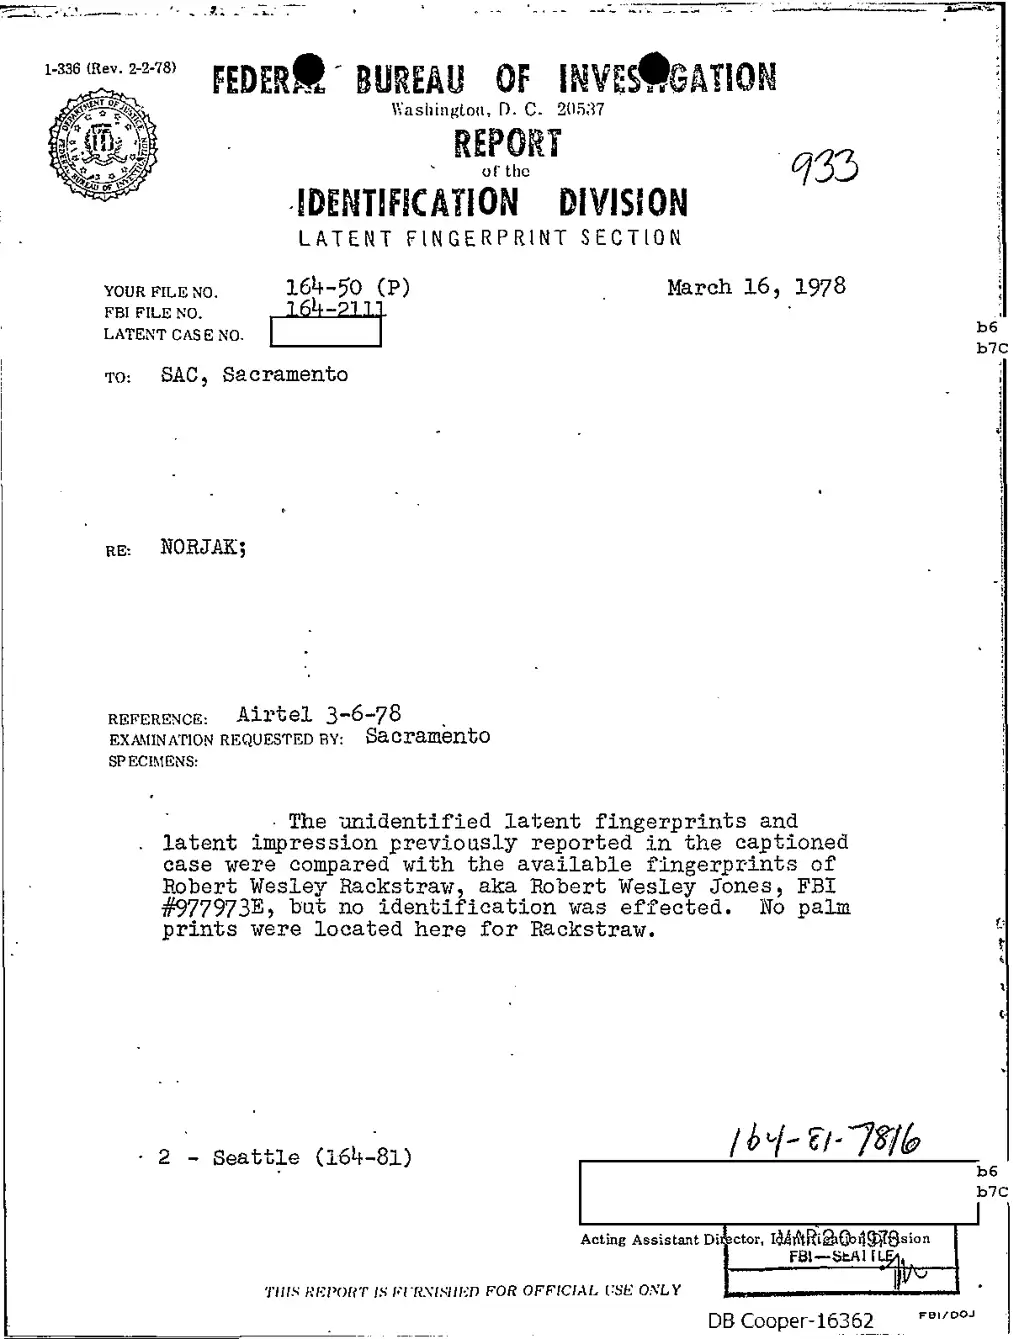 1-336 (Rev. 2-2-78)
FEDERAL BUREAU OF INVESTIGATION
Washington, D. C. 20537
REPORT
of the
IDENTIFICATION DIVISION
LATENT FINGERPRINT SECTION
933
YOUR FILE NO. 164-50 (P) March 16, 1978
FBI FILE NO. 164-2111
LATENT CASE NO.
b6
b7C
TO: SAC, Sacramento
RE: NORJAK;
REFERENCE: Airtel 3-6-78
EXAMINATION REQUESTED BY: Sacramento
SPECIMENS:
The unidentified latent fingerprints and
latent impression previously reported in the captioned
case were compared with the available fingerprints of
Robert Wesley Rackstraw, aka Robert Wesley Jones, FBI
#977973E, but no identification was effected. No palm
prints were located here for Rackstraw.
164-81-7816
2 - Seattle (164-81)
b6
b7C
Acting Assistant Director, Identification Division
MAR 20 1978
FBI—SEATTLE
THIS REPORT IS FURNISHED FOR OFFICIAL USE ONLY
DB Cooper-16362
FBI/DOJ